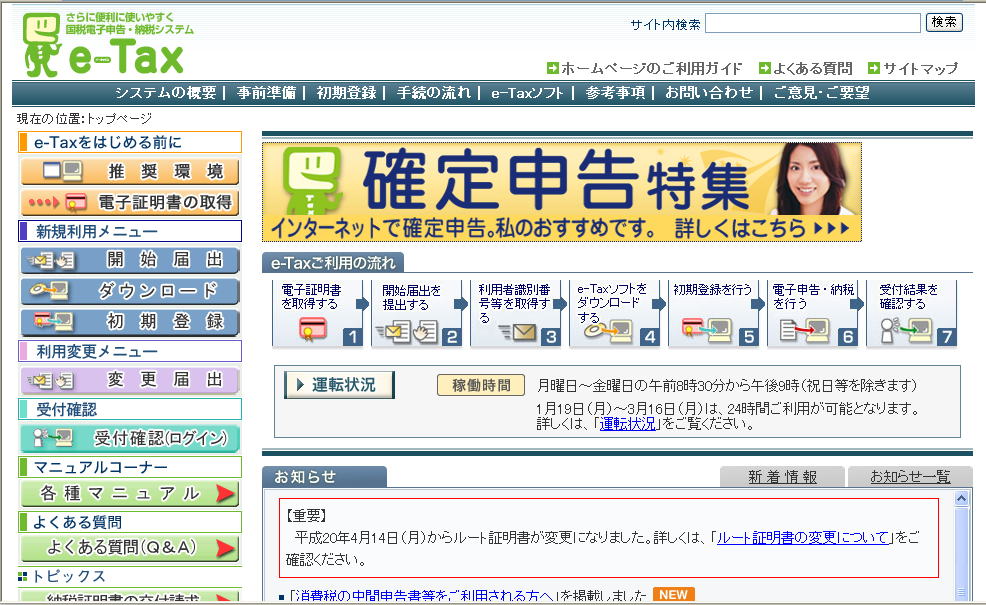 さらに便利に使いやすく
国税電子申告・納税システム
e-Tax
サイト内検索
検索
ホームページのご利用ガイド
よくある質問
サイトマップ
システムの概要 | 事前準備 | 初期登録 | 手続の流れ | e-Taxソフト | 参考事項 | お問い合わせ | ご意見・ご要望
現在の位置：トップページ
e-Taxをはじめる前に
推奨環境
電子証明書の取得
新規利用メニュー
開始届出
ダウンロード
初期登録
利用変更メニュー
変更届出
受付確認
受付確認(ログイン)
マニュアルコーナー
各種マニュアル
よくある質問
よくある質問(Q&A)
トピックス
納税証明書の交付請求
確定申告特集
インターネットで確定申告。私のおすすめです。 詳しくはこちら
e-Taxご利用の流れ
電子証明書
を取得する
1
開始届出を
提出する
2
利用者識別番
号等を取得す
る
3
e-Taxソフトを
ダウンロード
する
4
初期登録を行う
5
電子申告・納税
を行う
6
受付結果を
確認する
7
運転状況
稼働時間
月曜日～金曜日の午前8時30分から午後9時(祝日等を除きます)
1月19日(月)～3月16日(月)は、24時間ご利用が可能となります。
詳しくは、「運転状況」をご覧ください。
お知らせ
新着情報
お知らせ一覧
【重要】
平成20年4月14日(月)からルート証明書が変更になりました。詳しくは、「ルート証明書の変更について」をご
確認ください。
「消費税の中間申告書等をご利用される方へ」を掲載しました NEW